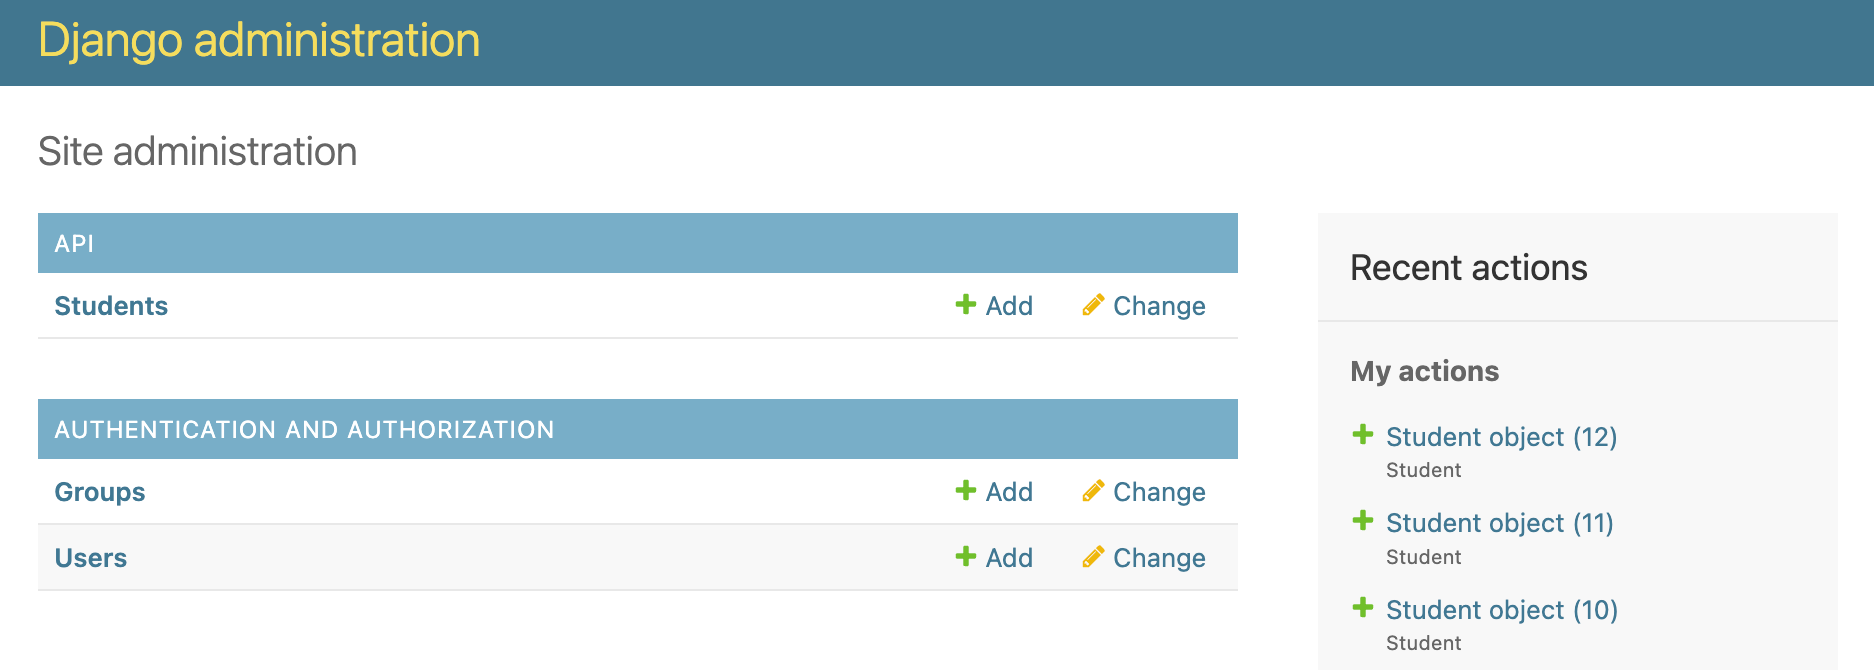 Django administration
Site administration
API
Students Add Change
AUTHENTICATION AND AUTHORIZATION
Groups Add Change
Users Add Change
Recent actions
My actions
Student object (12)
Student
Student object (11)
Student
Student object (10)
Student